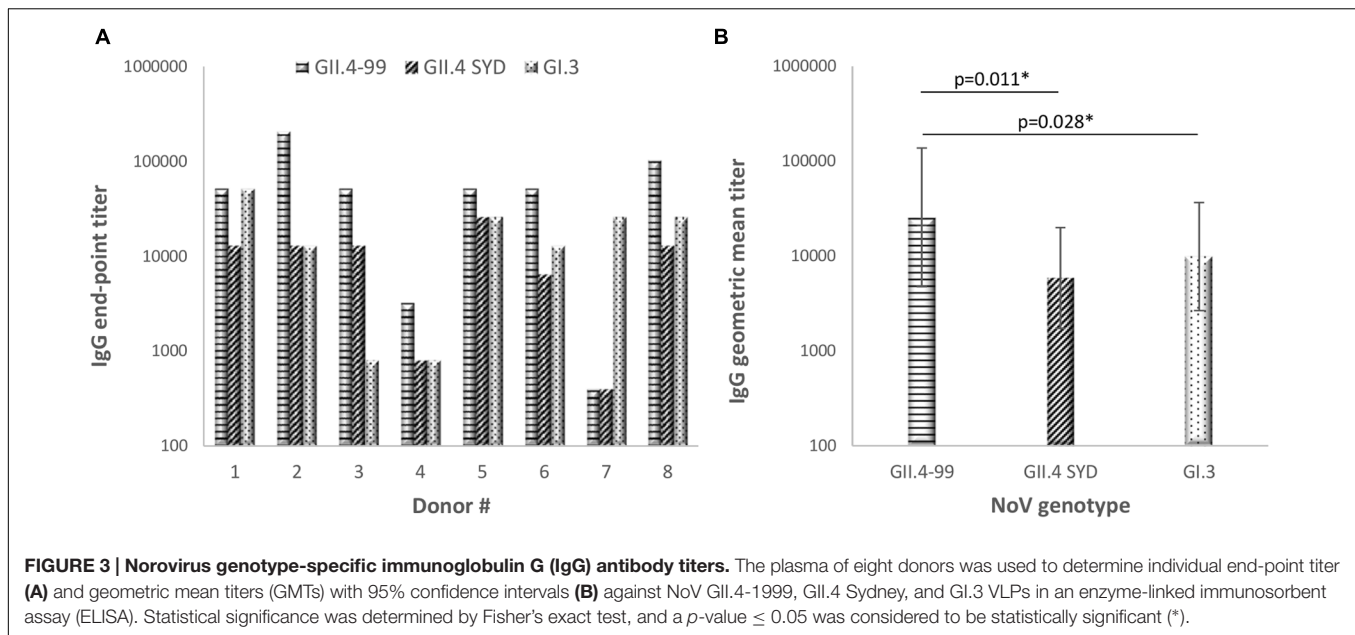 A
GII.4-99 GII.4 SYD GI.3
1000000
100000
10000
1000
100
IgG end-point titer
1 2 3 4 5 6 7 8
Donor #
B
p=0.011*
p=0.028*
1000000
100000
10000
1000
100
IgG geometric mean titer
GII.4-99 GII.4 SYD GI.3
NoV genotype
FIGURE 3 | Norovirus genotype-specific immunoglobulin G (IgG) antibody titers. The plasma of eight donors was used to determine individual end-point titer
(A) and geometric mean titers (GMTs) with 95% confidence intervals (B) against NoV GII.4-1999, GII.4 Sydney, and GI.3 VLPs in an enzyme-linked immunosorbent
assay (ELISA). Statistical significance was determined by Fisher's exact test, and a p-value ≤ 0.05 was considered to be statistically significant (*).